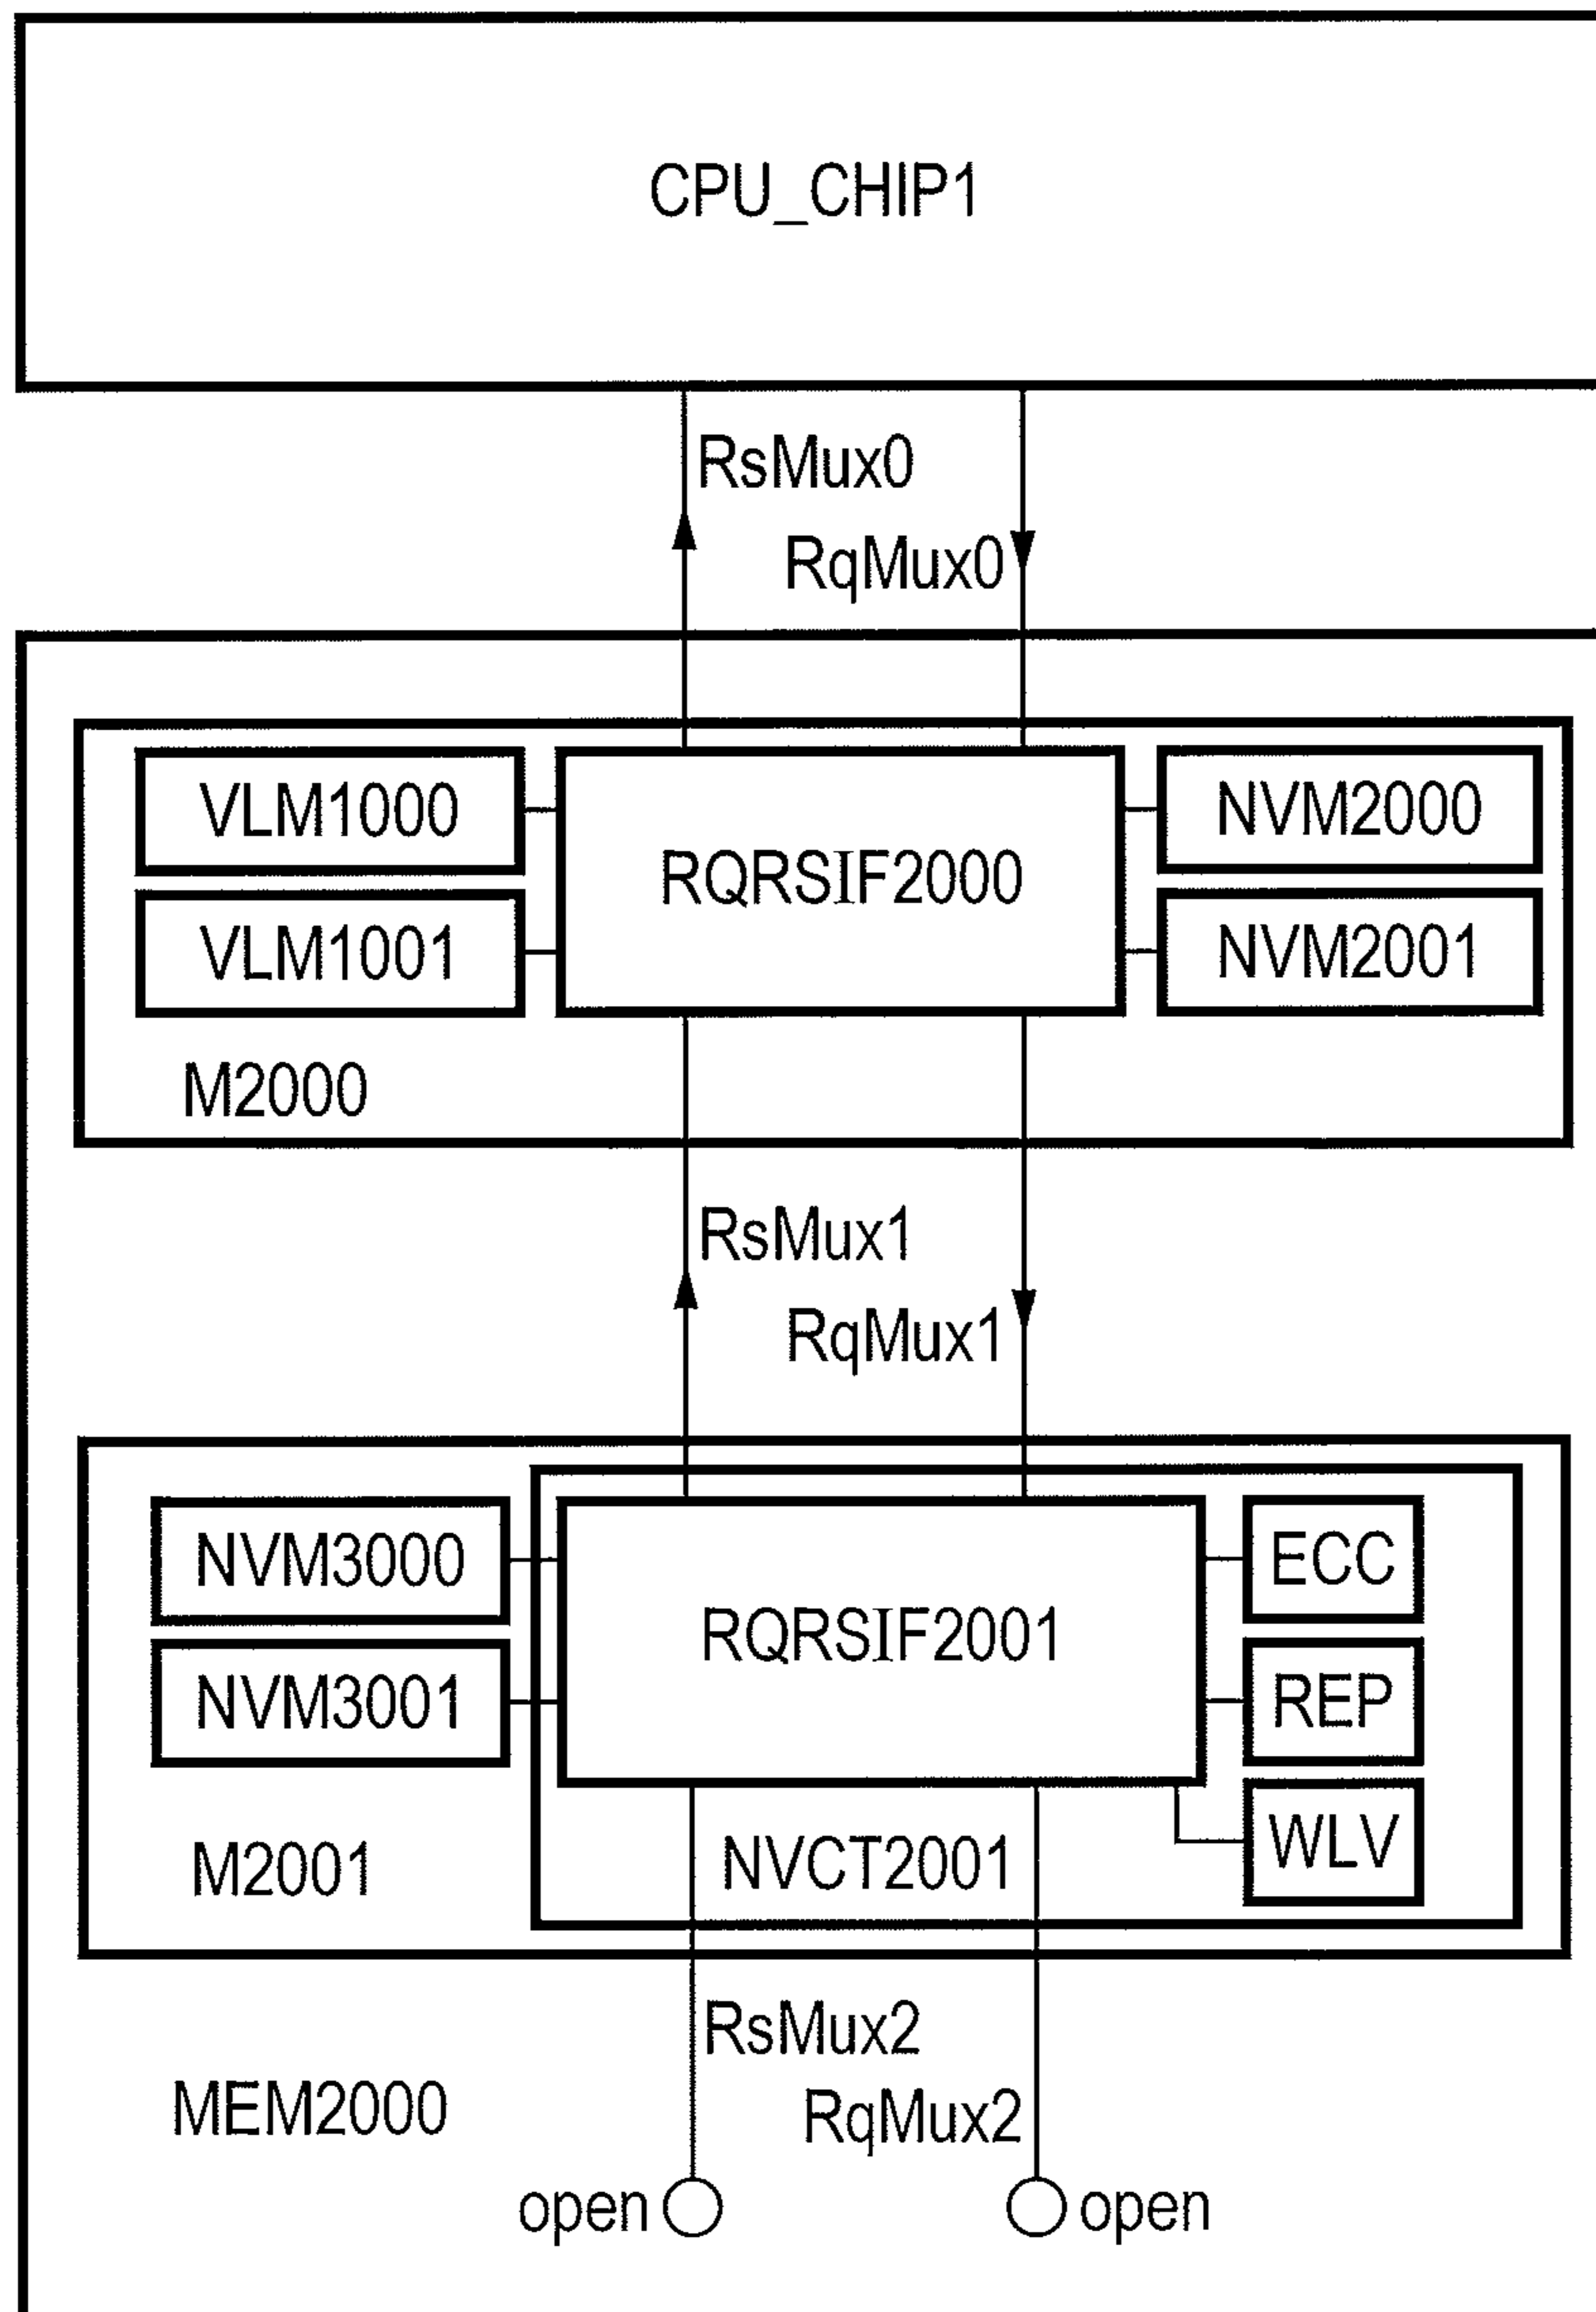 CPU_CHIP1
RsMux0
RqMux0
VLM1000
RQRSIF2000
NVM2000
VLM1001
NVM2001
M2000
RsMux1
RqMux1
NVM3000
RQRSIF2001
ECC
NVM3001
REP
M2001
NVCT2001
WLV
RsMux2
MEM2000
RqMux2
open
open